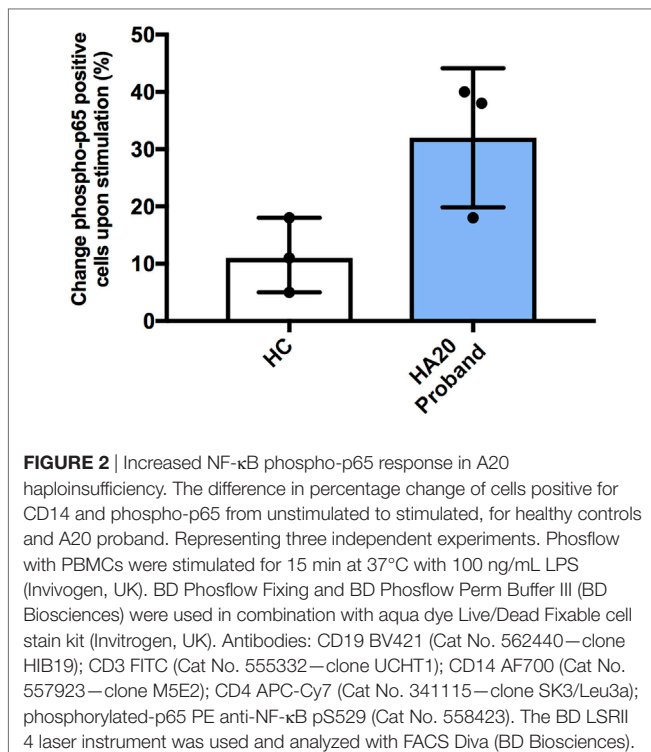 Change phospho-p65 positive
cells upon stimulation (%)
50
40
30
20
10
0
HC
HA20
Proband
FIGURE 2 | Increased NF-κB phospho-p65 response in A20
haploinsufficiency. The difference in percentage change of cells positive for
CD14 and phospho-p65 from unstimulated to stimulated, for healthy controls
and A20 proband. Representing three independent experiments. Phosflow
with PBMCs were stimulated for 15 min at 37°C with 100 ng/mL LPS
(Invivogen, UK). BD Phosflow Fixing and BD Phosflow Perm Buffer III (BD
Biosciences) were used in combination with aqua dye Live/Dead Fixable cell
stain kit (Invitrogen, UK). Antibodies: CD19 BV421 (Cat No. 562440—clone
HIB19); CD3 FITC (Cat No. 555332—clone UCHT1); CD14 AF700 (Cat No.
557923—clone M5E2); CD4 APC-Cy7 (Cat No. 341115—clone SK3/Leu3a);
phosphorylated-p65 PE anti-NF-κB pS529 (Cat No. 558423). The BD LSRII
4 laser instrument was used and analyzed with FACS Diva (BD Biosciences).